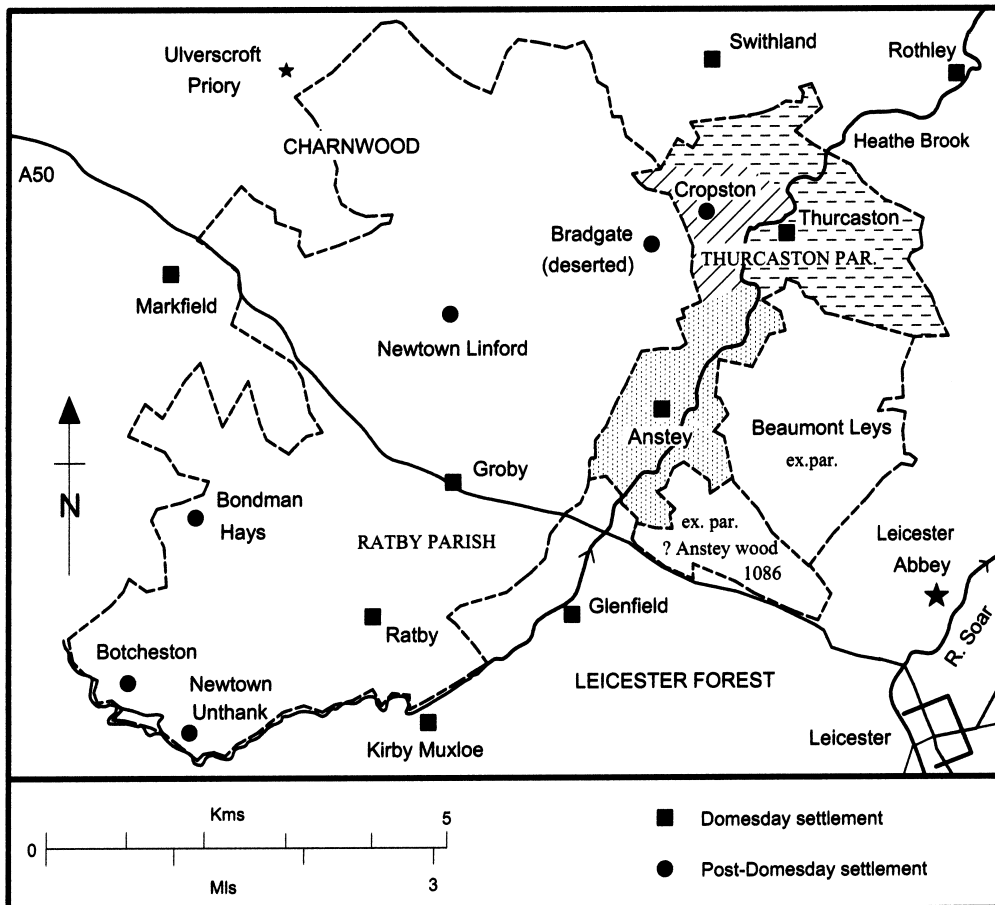 Ulverscroft
Priory
Swithland
Rothley
CHARNWOOD
Heathe Brook
A50
Cropston
Thurcaston
Bradgate
(deserted)
THURCASTON PAR.
Markfield
Newtown Linford
Anstey
Beaumont Leys
ex.par.
N
Groby
Bondman
Hays
RATBY PARISH
ex. par.
? Anstey wood
1086
Leicester
Abbey
Glenfield
Ratby
R. Soar
Botcheston
Newtown
Unthank
LEICESTER FOREST
Kirby Muxloe
Leicester
Kms
5
0
Mls
3
Domesday settlement
Post-Domesday settlement